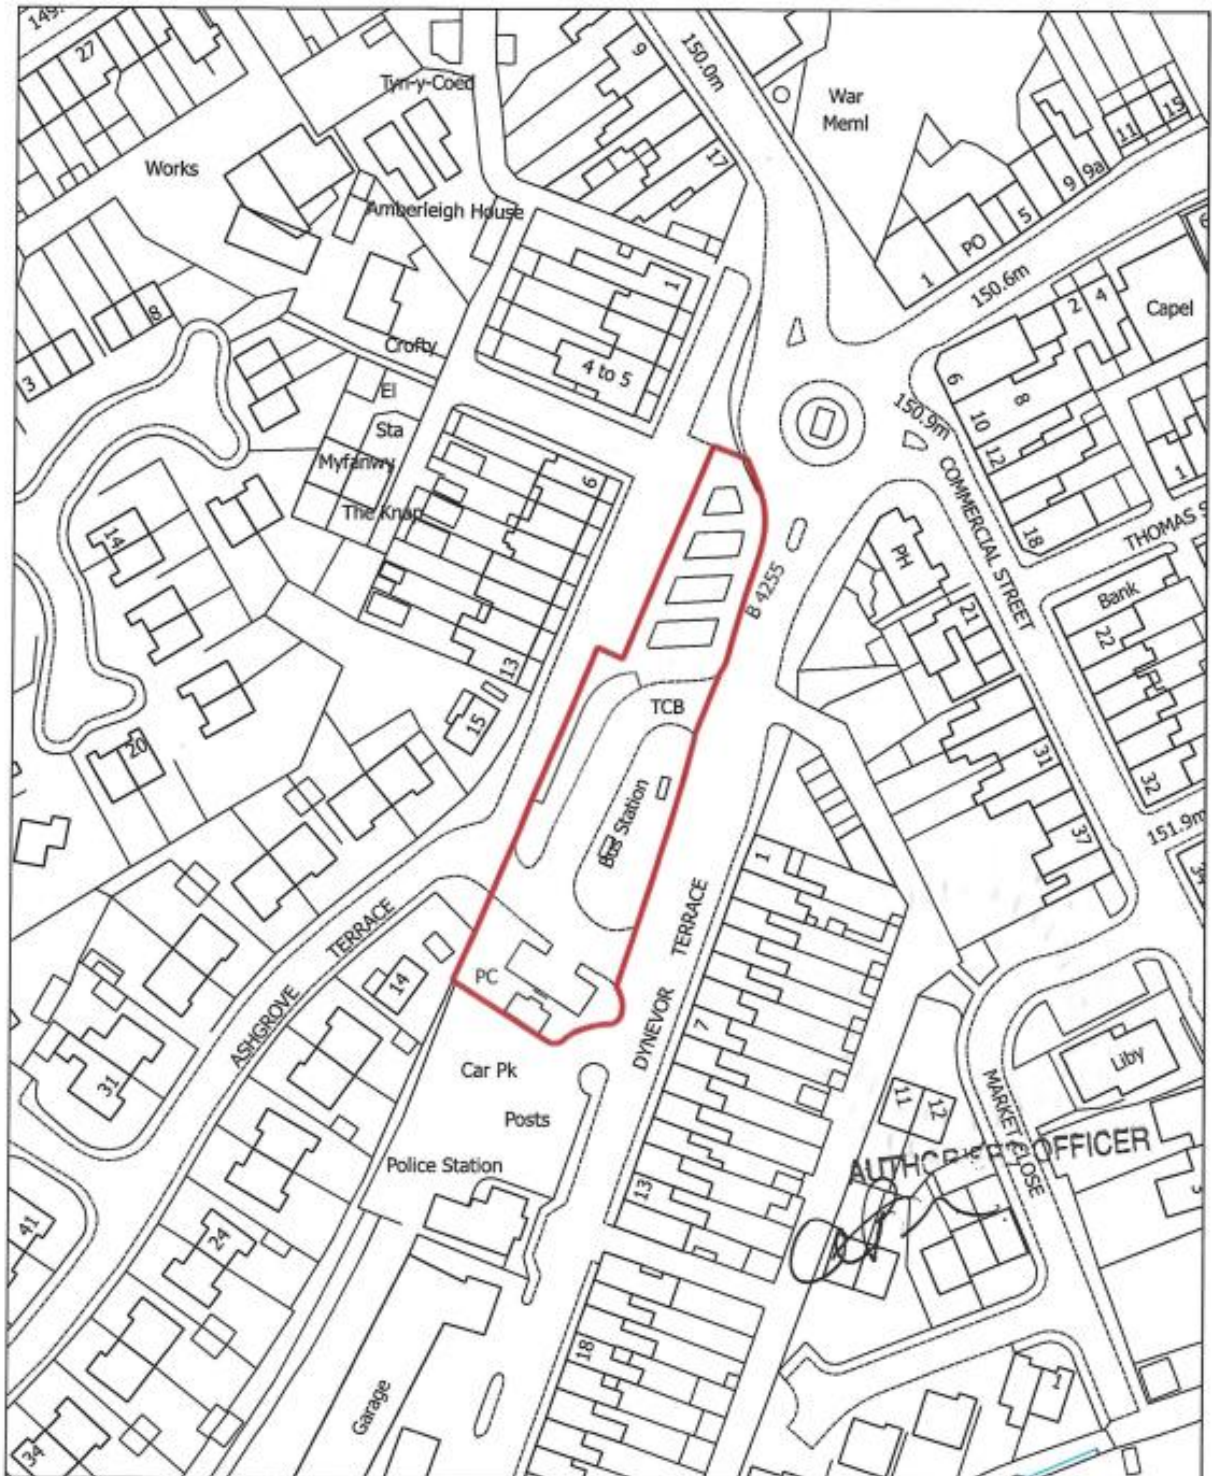 149.
27
Tyn-y-Coed
9
150.0m
War
Meml
11
15
Works
17
9
9a
5
Amberleigh House
PO
1
150.6m
8
1
2
4
Capel
3
Crofty
4 to 5
6
8
El
Sta
150.9m
10
12
Myfanwy
6
1
The Knap
14
18
THOMAS S
COMMERCIAL STREET
PH
B 4255
Bank
22
21
13
15
TCB
20
31
32
Bus Station
37
151.9m
1
34
ASHGROVE TERRACE
PC
14
DYNEVOR TERRACE
7
31
Car Pk
Liby
Posts
11
12
MARKET CLOSE
AUTHORISED OFFICER
Police Station
13
41
24
18
Garage
34